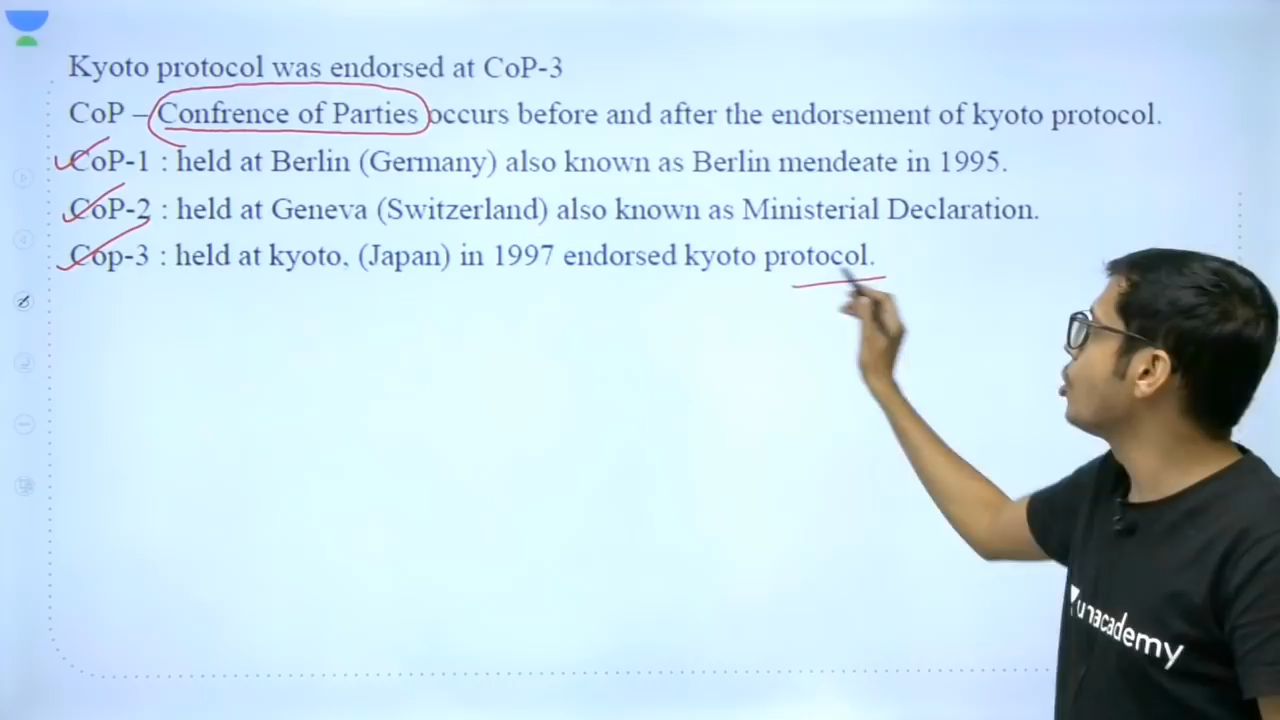 Kyoto protocol was endorsed at CoP-3
CoP – Confrence of Parties occurs before and after the endorsement of kyoto protocol.
CoP-1 : held at Berlin (Germany) also known as Berlin mendeate in 1995.
CoP-2 : held at Geneva (Switzerland) also known as Ministerial Declaration.
Cop-3 : held at kyoto, (Japan) in 1997 endorsed kyoto protocol.
unacademy